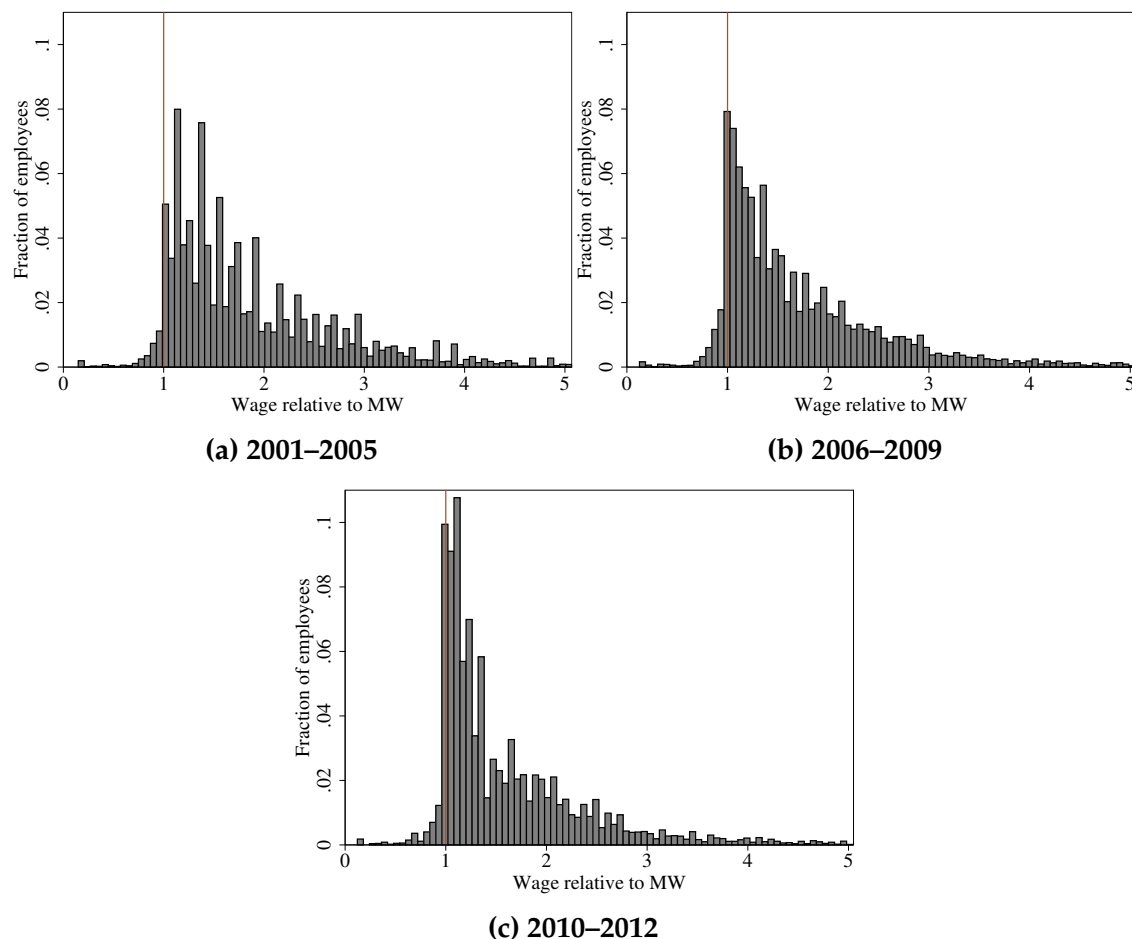 Fraction of employees
0 .02 .04 .06 .08 .1
0 1 2 3 4 5
Wage relative to MW
(a) 2001–2005
Fraction of employees
0 .02 .04 .06 .08 .1
0 1 2 3 4 5
Wage relative to MW
(b) 2006–2009
Fraction of employees
0 .02 .04 .06 .08 .1
0 1 2 3 4 5
Wage relative to MW
(c) 2010–2012